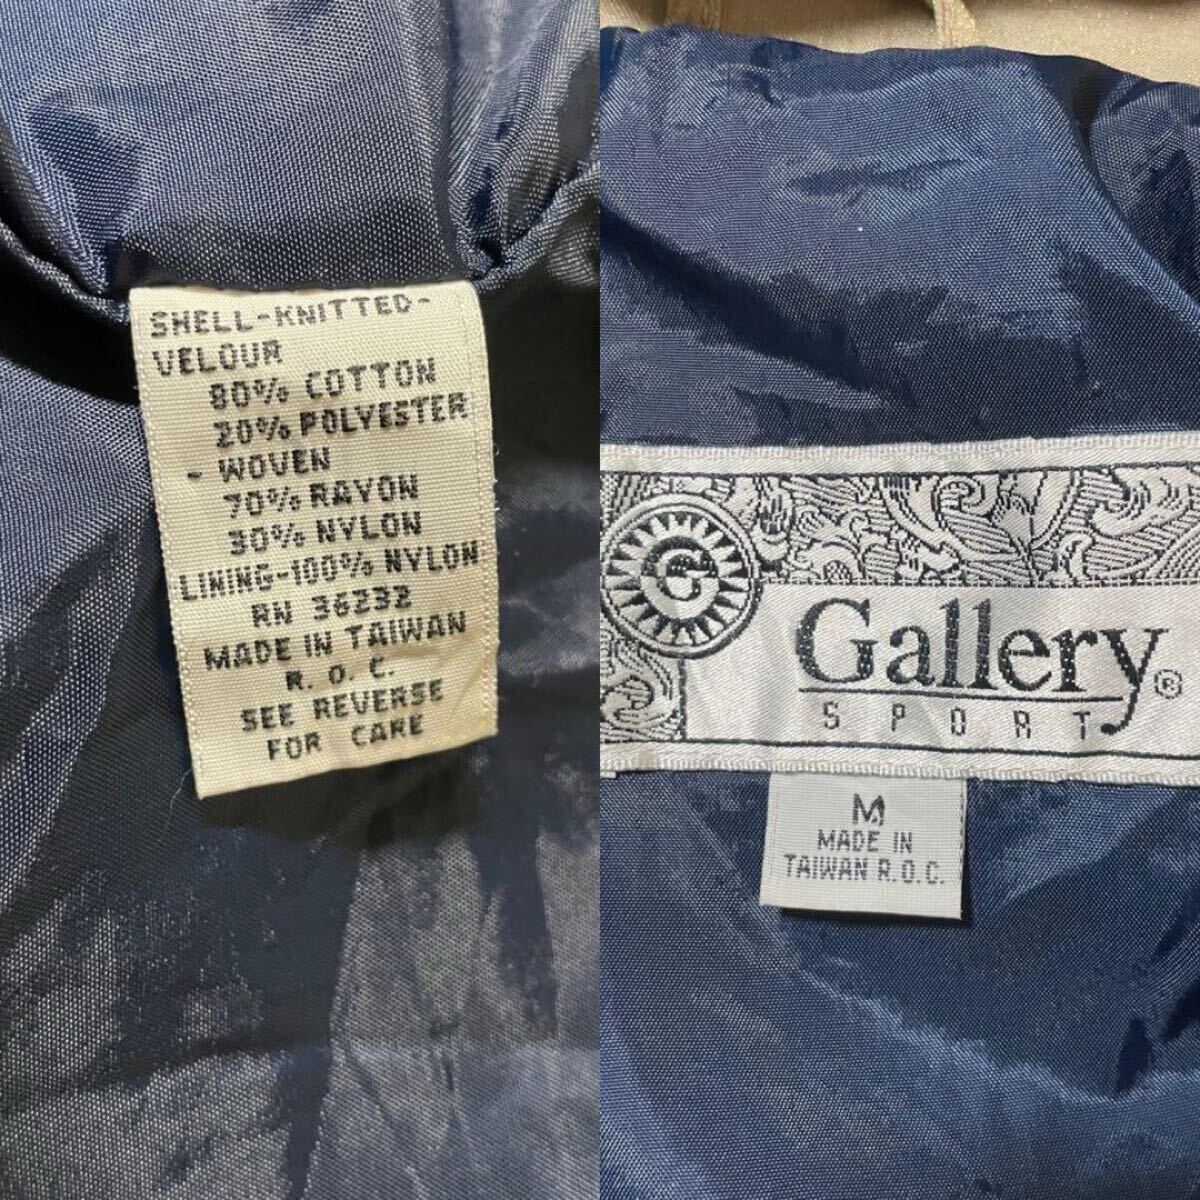 SHELL-KNITTED-
VELOUR
80% COTTON
20% POLYESTER
- WOVEN
70% RAYON
30% NYLON
LINING-100% NYLON
RN 36232
MADE IN TAIWAN
R. O. C.
SEE REVERSE
FOR CARE
G
Gallery®
SPORT
M
MADE IN
TAIWAN R.O.C.